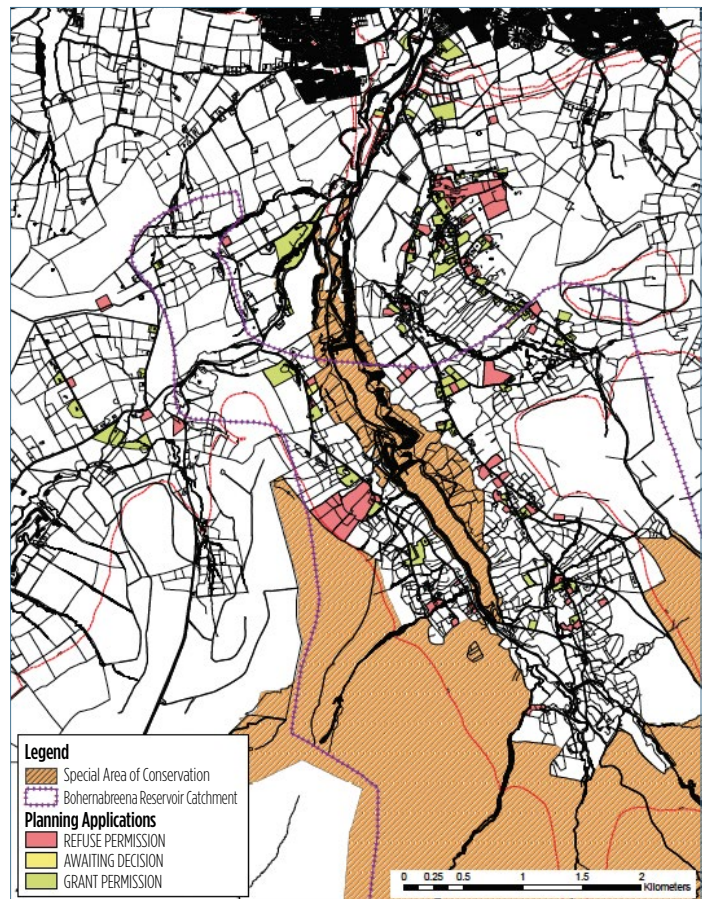 Legend
Special Area of Conservation
Bohernabreena Reservoir Catchment
Planning Applications
REFUSE PERMISSION
AWAITING DECISION
GRANT PERMISSION
0 0.25 0.5 1 1.5 2
Kilometers